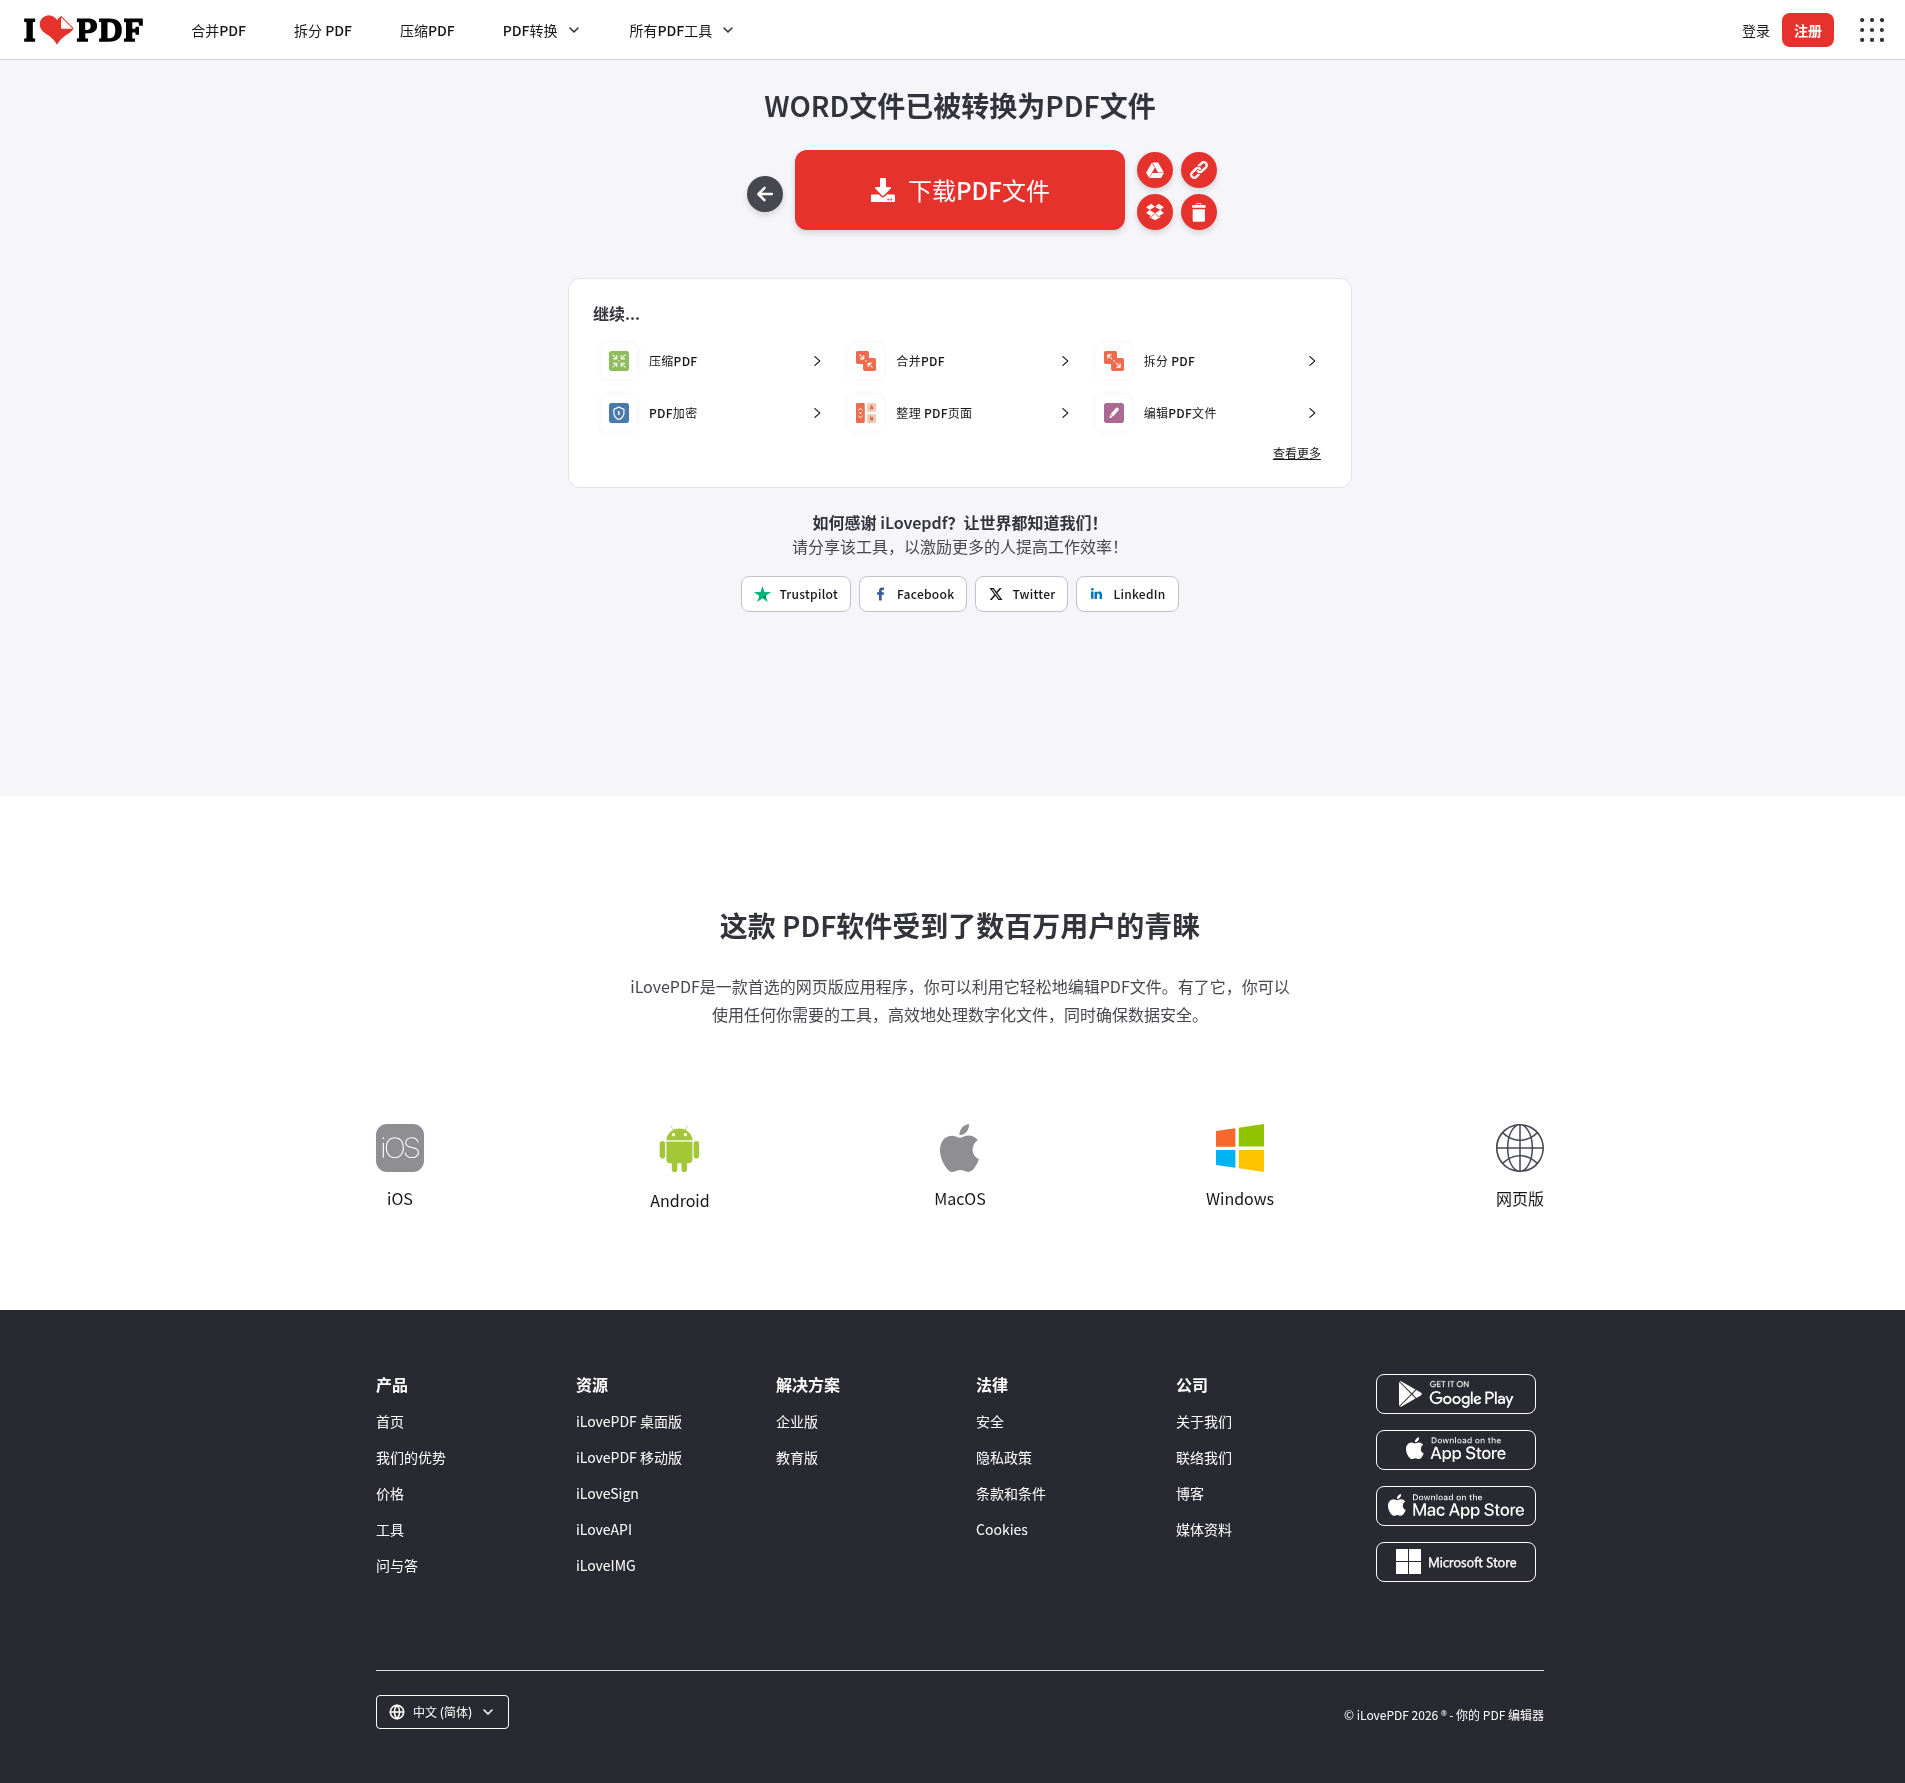 I PDF
合并PDF
拆分 PDF
压缩PDF
PDF转换
所有PDF工具
登录
注册
WORD文件已被转换为PDF文件
下载PDF文件
继续...
压缩PDF
合并PDF
拆分 PDF
PDF加密
整理 PDF页面
编辑PDF文件
查看更多
如何感谢 iLovepdf？让世界都知道我们！
请分享该工具，以激励更多的人提高工作效率！
Trustpilot
Facebook
Twitter
LinkedIn
这款 PDF软件受到了数百万用户的青睐
iLovePDF是一款首选的网页版应用程序，你可以利用它轻松地编辑PDF文件。有了它，你可以
使用任何你需要的工具，高效地处理数字化文件，同时确保数据安全。
iOS
iOS
Android
MacOS
Windows
网页版
产品
首页
我们的优势
价格
工具
问与答
资源
iLovePDF 桌面版
iLovePDF 移动版
iLoveSign
iLoveAPI
iLoveIMG
解决方案
企业版
教育版
法律
安全
隐私政策
条款和条件
Cookies
公司
关于我们
联络我们
博客
媒体资料
GET IT ON
Google Play
Download on the
App Store
Download on the
Mac App Store
Microsoft Store
中文 (简体)
© iLovePDF 2026 ® - 你的 PDF 编辑器